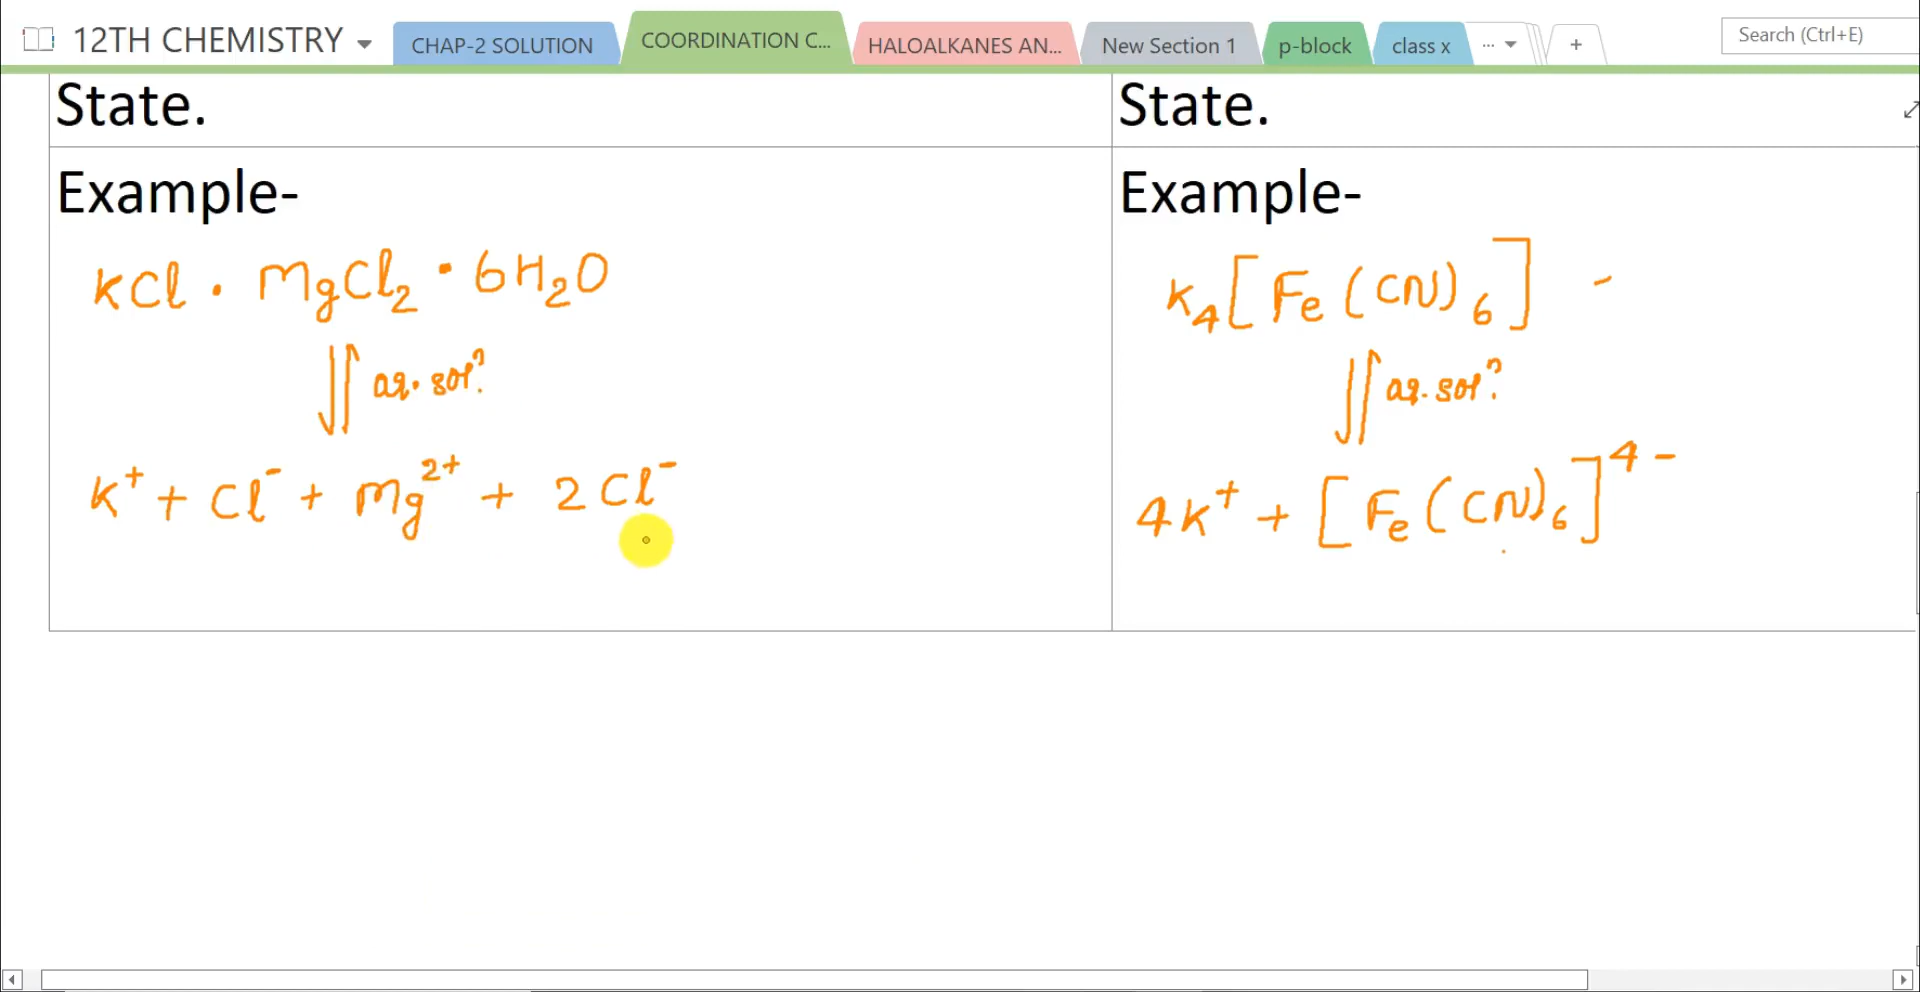 12TH CHEMISTRY
CHAP-2 SOLUTION
COORDINATION C...
HALOALKANES AN...
New Section 1
p-block
class x
...
+
Search (Ctrl+E)
State.
Example-
KCl · MgCl₂ · 6H₂O
aq. sol?
K⁺ + Cl⁻ + Mg²⁺ + 2Cl⁻
State.
Example-
K₄[Fe(CN)₆] -
aq. sol?
4K⁺ + [Fe(CN)₆]⁴⁻